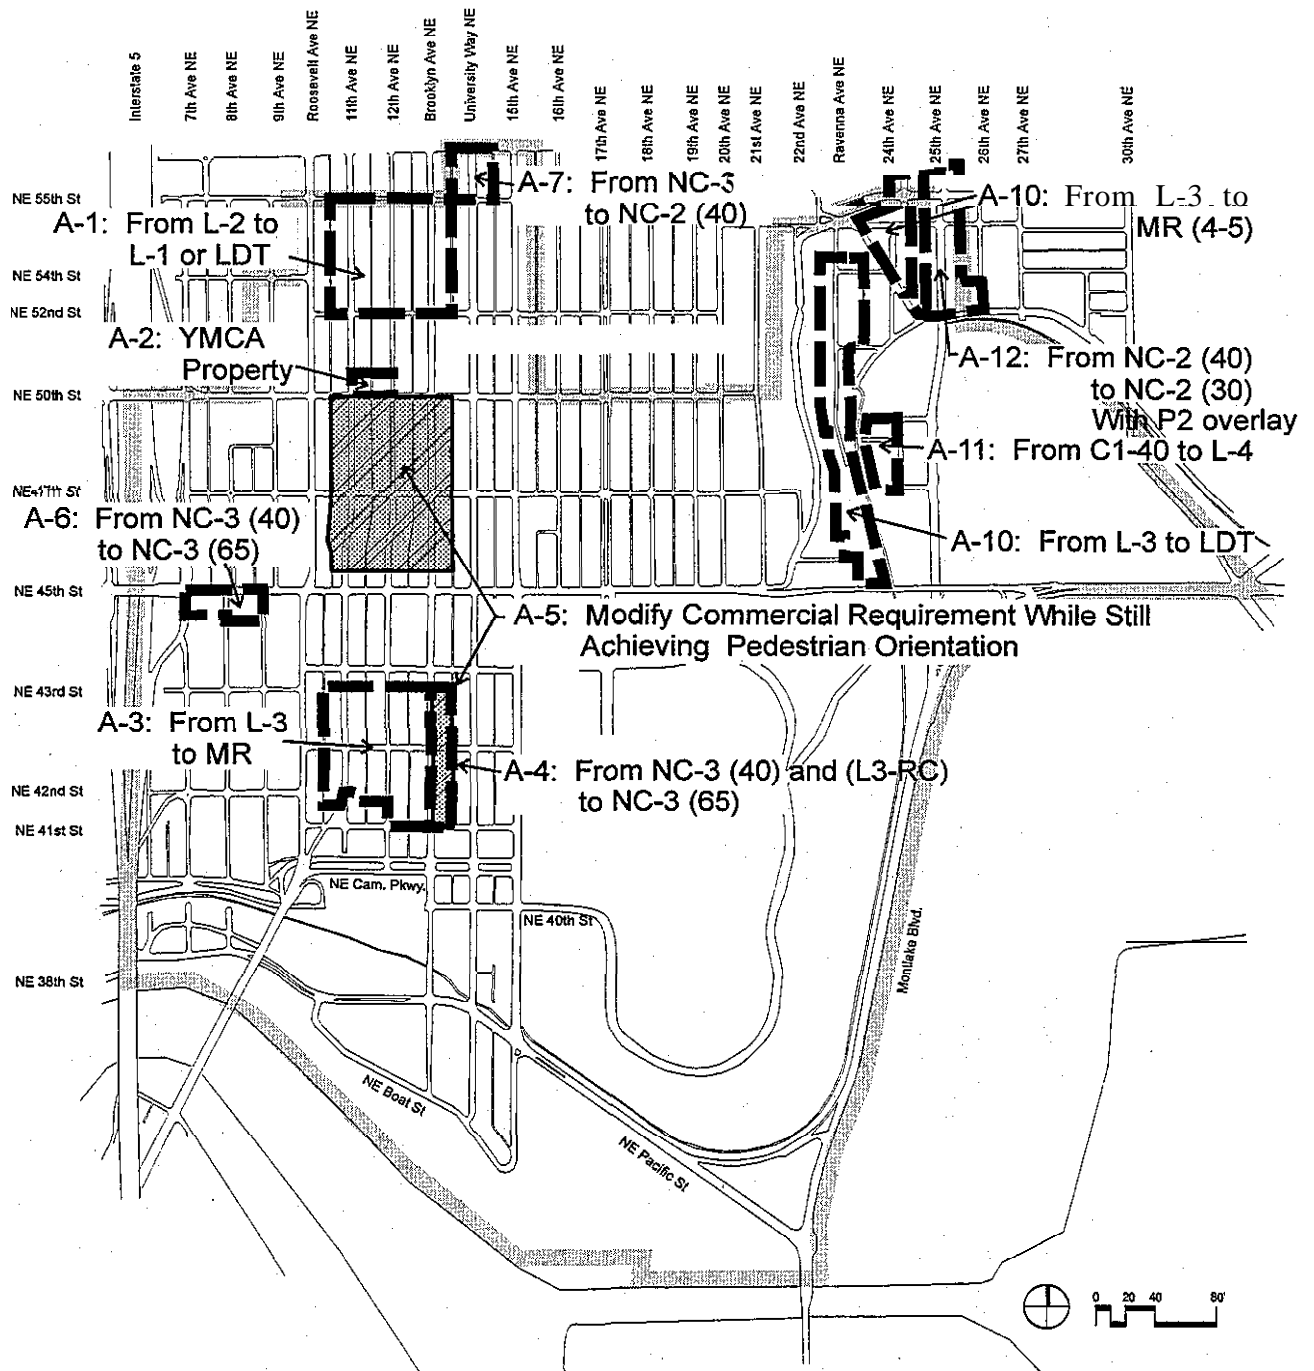 Interstate 5
7th Ave NE
8th Ave NE
9th Ave NE
Roosevelt Ave NE
11th Ave NE
12th Ave NE
Brooklyn Ave NE
University Way NE
15th Ave NE
16th Ave NE
17th Ave NE
18th Ave NE
19th Ave NE
20th Ave NE
21st Ave NE
22nd Ave NE
Ravenna Ave NE
24th Ave NE
25th Ave NE
26th Ave NE
27th Ave NE
30th Ave NE
NE 55th St
NE 54th St
NE 52nd St
NE 50th St
NE 47th St
NE 45th St
NE 43rd St
NE 42nd St
NE 41st St
NE 38th St
A-7: From NC-3
to NC-2 (40)
A-10: From L-3 to
MR (4-5)
A-1: From L-2 to
L-1 or LDT
A-2: YMCA
Property
A-12: From NC-2 (40)
to NC-2 (30)
With P2 overlay
A-11: From C1-40 to L-4
A-6: From NC-3 (40)
to NC-3 (65)
A-10: From L-3 to LDT
A-5: Modify Commercial Requirement While Still
Achieving Pedestrian Orientation
A-3: From L-3
to MR
A-4: From NC-3 (40) and (L3-RC)
to NC-3 (65)
NE Cam. Pkwy.
NE 40th St
Montlake Blvd.
NE Boat St
NE Pacific St
0 20 40 80'